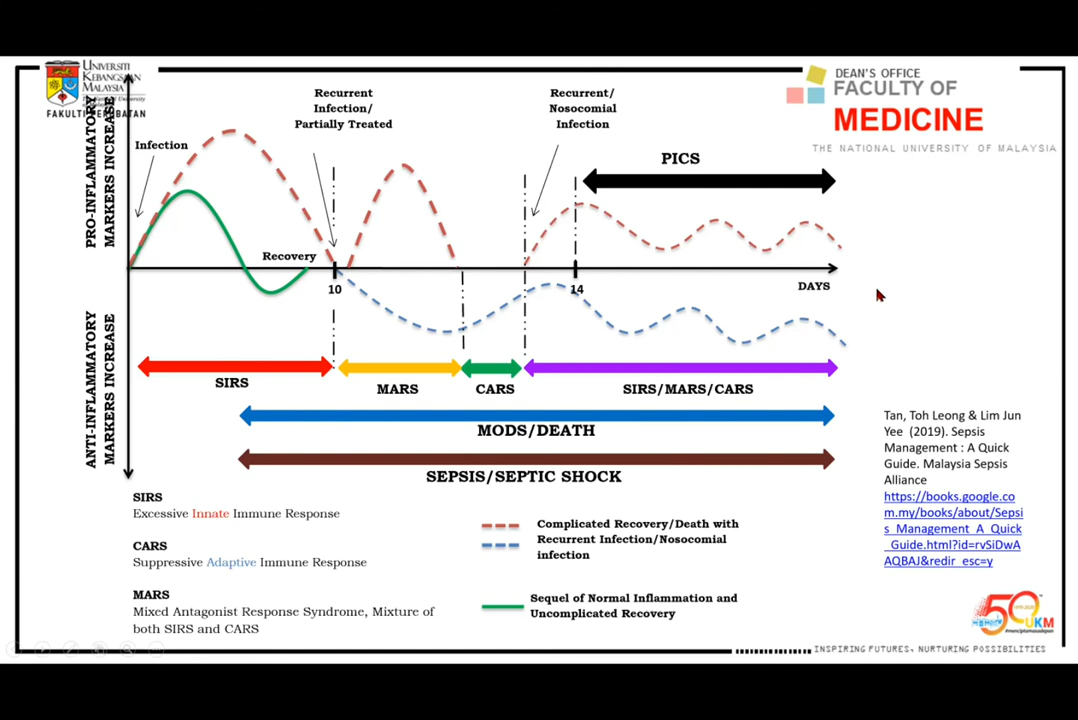 UNIVERSITI
KEBANGSAAN
MALAYSIA
The National University
of Malaysia
FAKULTI PERUBATAN
DEAN'S OFFICE
FACULTY OF
MEDICINE
THE NATIONAL UNIVERSITY OF MALAYSIA
PRO-INFLAMMATORY
MARKERS INCREASE
ANTI-INFLAMMATORY
MARKERS INCREASE
Infection
Recurrent
Infection/
Partially Treated
Recurrent/
Nosocomial
Infection
PICS
Recovery
10
14
DAYS
SIRS
MARS
CARS
SIRS/MARS/CARS
MODS/DEATH
SEPSIS/SEPTIC SHOCK
SIRS
Excessive Innate Immune Response
CARS
Suppressive Adaptive Immune Response
MARS
Mixed Antagonist Response Syndrome, Mixture of
both SIRS and CARS
Complicated Recovery/Death with
Recurrent Infection/Nosocomial
infection
Sequel of Normal Inflammation and
Uncomplicated Recovery
Tan, Toh Leong & Lim Jun
Yee (2019). Sepsis
Management : A Quick
Guide. Malaysia Sepsis
Alliance
https://books.google.co
m.my/books/about/Sepsi
s_Management_A_Quick
_Guide.html?id=rvSiDwA
AQBAJ&redir_esc=y
50
UKM
INSPIRING FUTURES, NURTURING POSSIBILITIES